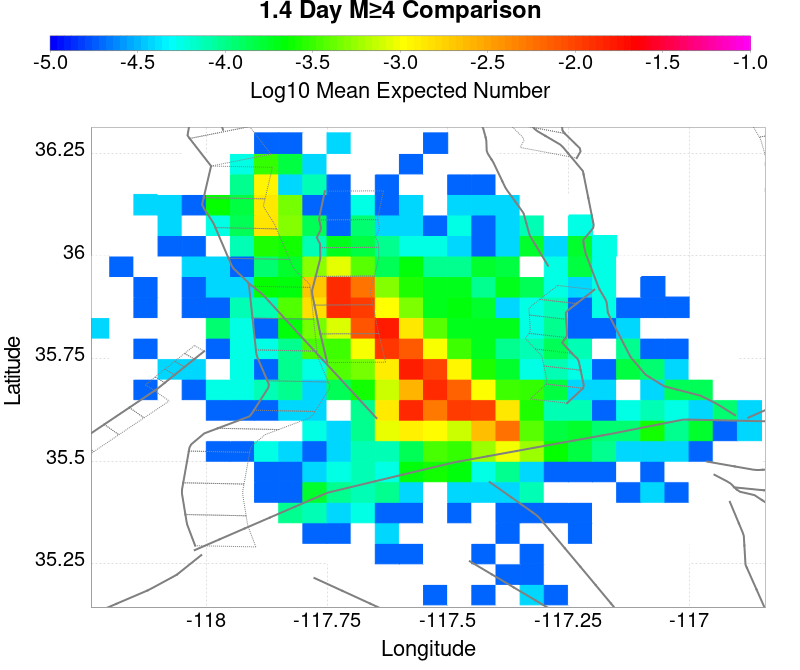 1.4 Day M≥4 Comparison
-5.0 -4.5 -4.0 -3.5 -3.0 -2.5 -2.0 -1.5 -1.0
Log10 Mean Expected Number
36.25
36
35.75
35.5
35.25
Latitude
-118 -117.75 -117.5 -117.25 -117
Longitude